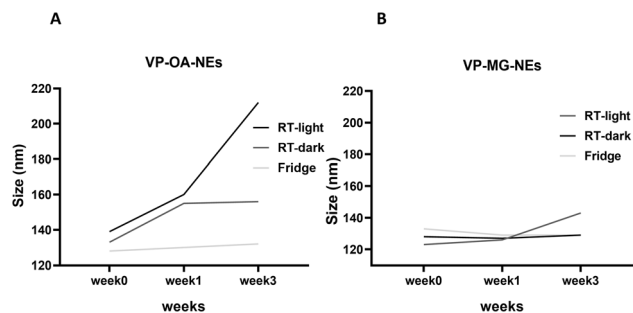 A
VP-OA-NEs
220
200
180
160
140
120
Size (nm)
RT-light
RT-dark
Fridge
week0 week1 week3
weeks
B
VP-MG-NEs
220
200
180
160
140
120
Size (nm)
RT-light
RT-dark
Fridge
week0 week1 week3
weeks